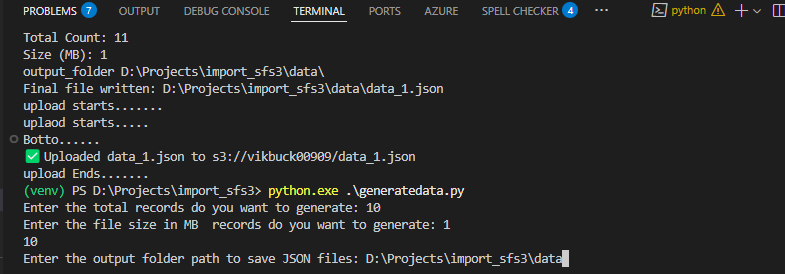 PROBLEMS 7 OUTPUT DEBUG CONSOLE TERMINAL PORTS AZURE SPELL CHECKER 4 ··· python
Total Count: 11
Size (MB): 1
output_folder D:\Projects\import_sfs3\data\
Final file written: D:\Projects\import_sfs3\data\data_1.json
upload starts.......
uplaod starts.....
Botto......
✅ Uploaded data_1.json to s3://vikbuck00909/data_1.json
upload Ends.......
(venv) PS D:\Projects\import_sfs3> python.exe .\generatedata.py
Enter the total records do you want to generate: 10
Enter the file size in MB  records do you want to generate: 1
10
Enter the output folder path to save JSON files: D:\Projects\import_sfs3\data